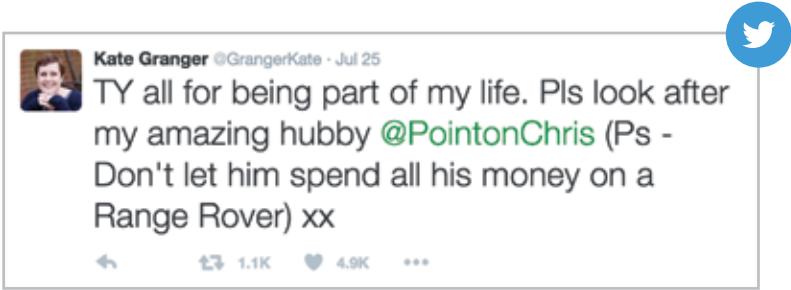 Kate Granger @GrangerKate · Jul 25
TY all for being part of my life. Pls look after
my amazing hubby @PointonChris (Ps -
Don't let him spend all his money on a
Range Rover) xx
1.1K 4.9K